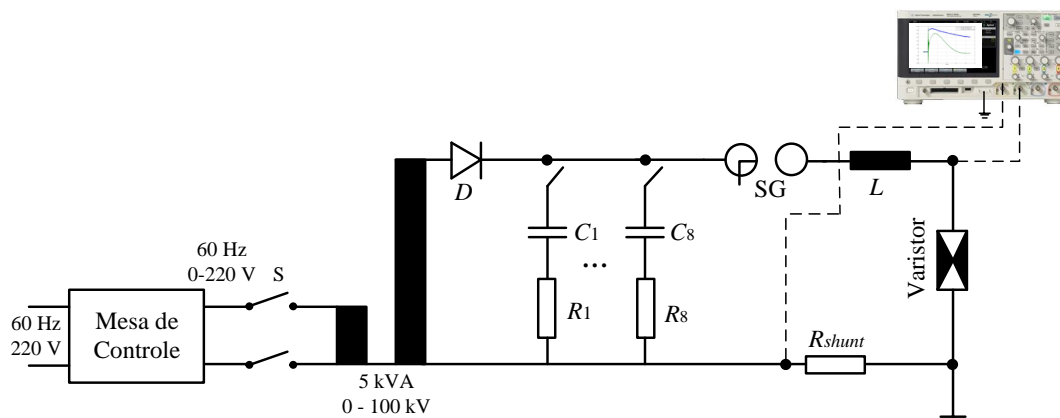 D
SG
L
C1
C8
...
R1
R8
Varistor
60 Hz
0-220 V
S
60 Hz
220 V
Mesa de
Controle
5 kVA
0 - 100 kV
Rshunt